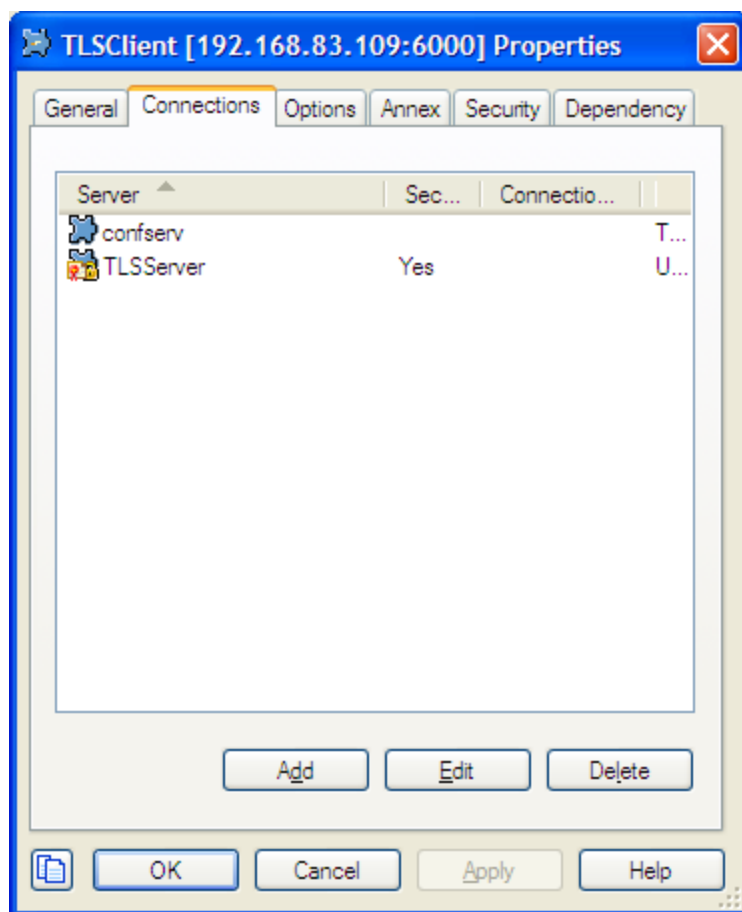 TLSClient [192.168.83.109:6000] Properties
General Connections Options Annex Security Dependency
Server Sec... Connectio...
confserv T...
TLSServer Yes U...
Add Edit Delete
OK Cancel Apply Help